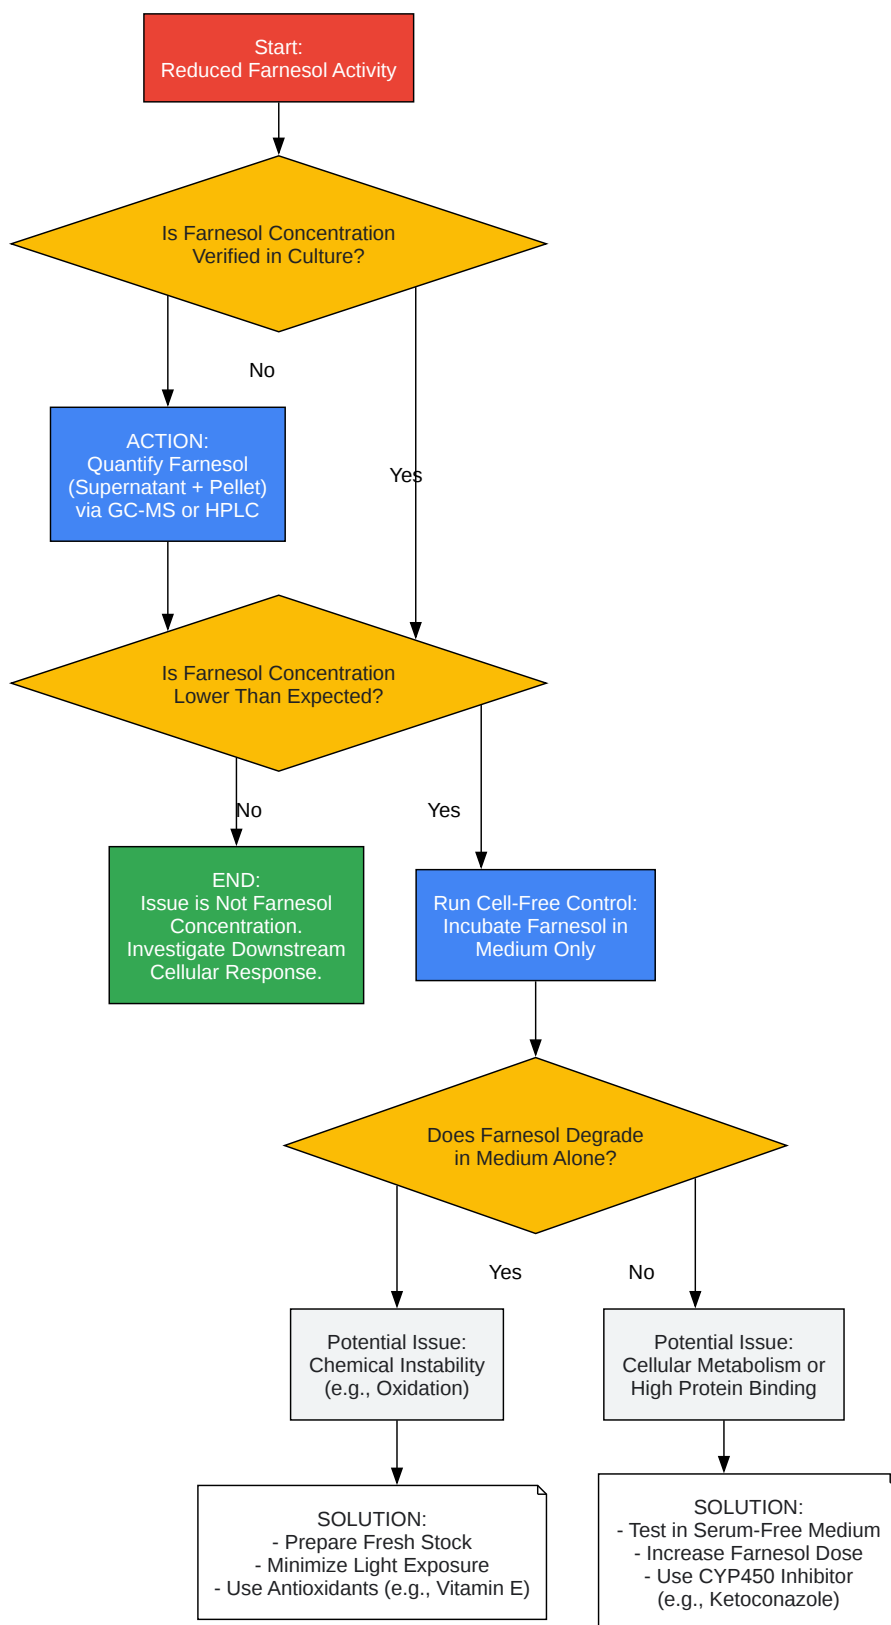 Start:
Reduced Farnesol Activity
Is Farnesol Concentration
Verified in Culture?
No
Yes
ACTION:
Quantify Farnesol
(Supernatant + Pellet)
via GC-MS or HPLC
Is Farnesol Concentration
Lower Than Expected?
No
Yes
END:
Issue is Not Farnesol
Concentration.
Investigate Downstream
Cellular Response.
Run Cell-Free Control:
Incubate Farnesol in
Medium Only
Does Farnesol Degrade
in Medium Alone?
Yes
No
Potential Issue:
Chemical Instability
(e.g., Oxidation)
Potential Issue:
Cellular Metabolism or
High Protein Binding
SOLUTION:
- Prepare Fresh Stock
- Minimize Light Exposure
- Use Antioxidants (e.g., Vitamin E)
SOLUTION:
- Test in Serum-Free Medium
- Increase Farnesol Dose
- Use CYP450 Inhibitor
(e.g., Ketoconazole)